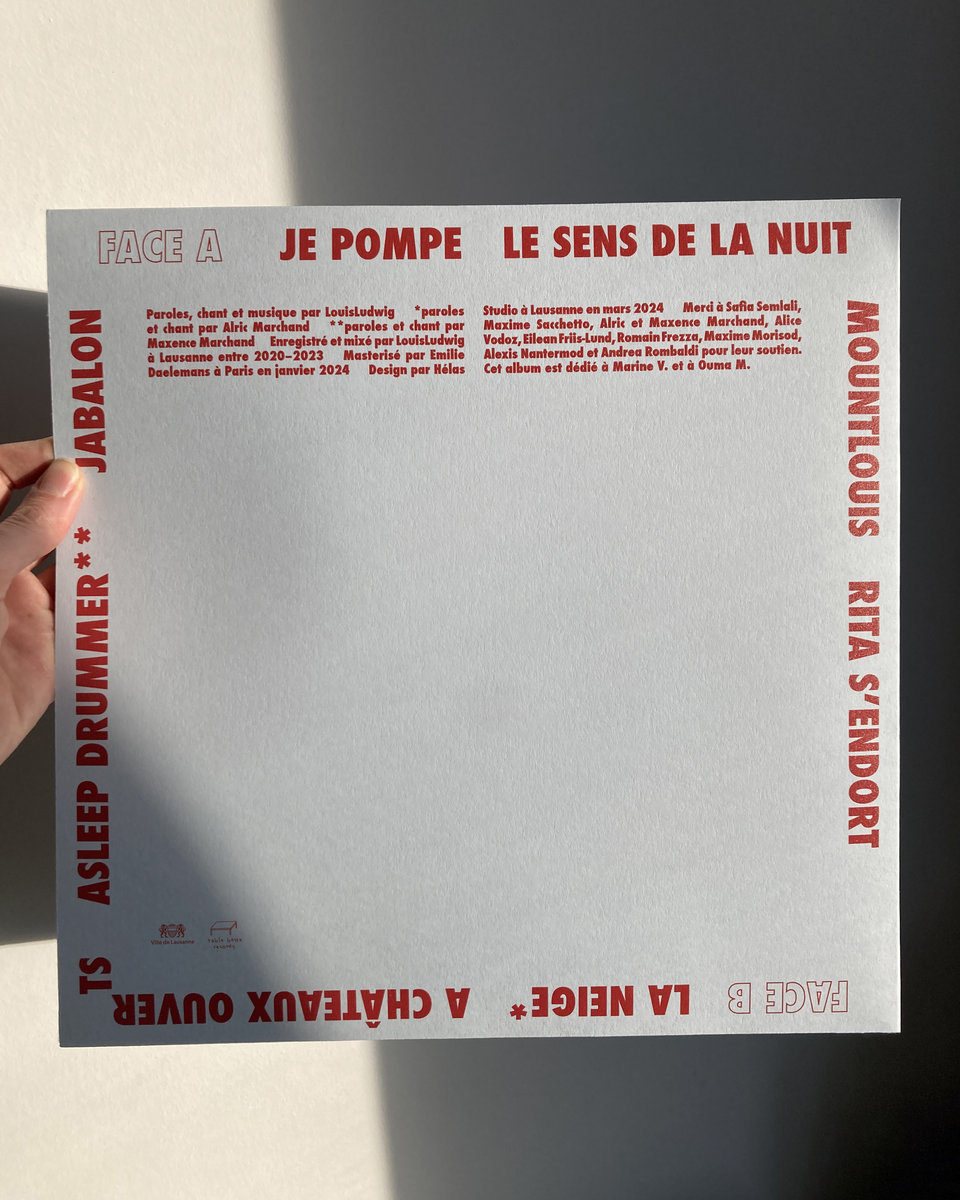 FACE A JE POMPE LE SENS DE LA NUIT
MOUNTLOUIS RITA S'ENDORT
FACE B LA NEIGE* A CHÂTEAUX OUVER
TS ASLEEP DRUMMER** JABALON
Paroles, chant et musique par LouisLudwig *paroles
et chant par Alric Marchand **paroles et chant par
Maxence Marchand Enregistré et mixé par LouisLudwig
à Lausanne entre 2020–2023 Masterisé par Emilie
Daelemans à Paris en janvier 2024 Design par Hélas
Studio à Lausanne en mars 2024 Merci à Safia Semlali,
Maxime Sacchetto, Alric et Maxence Marchand, Alice
Vodoz, Eilean Friis-Lund, Romain Frezza, Maxime Morisod,
Alexis Nantermod et Andrea Rombaldi pour leur soutien.
Cet album est dédié à Marine V. et à Ouma M.
Ville de Lausanne